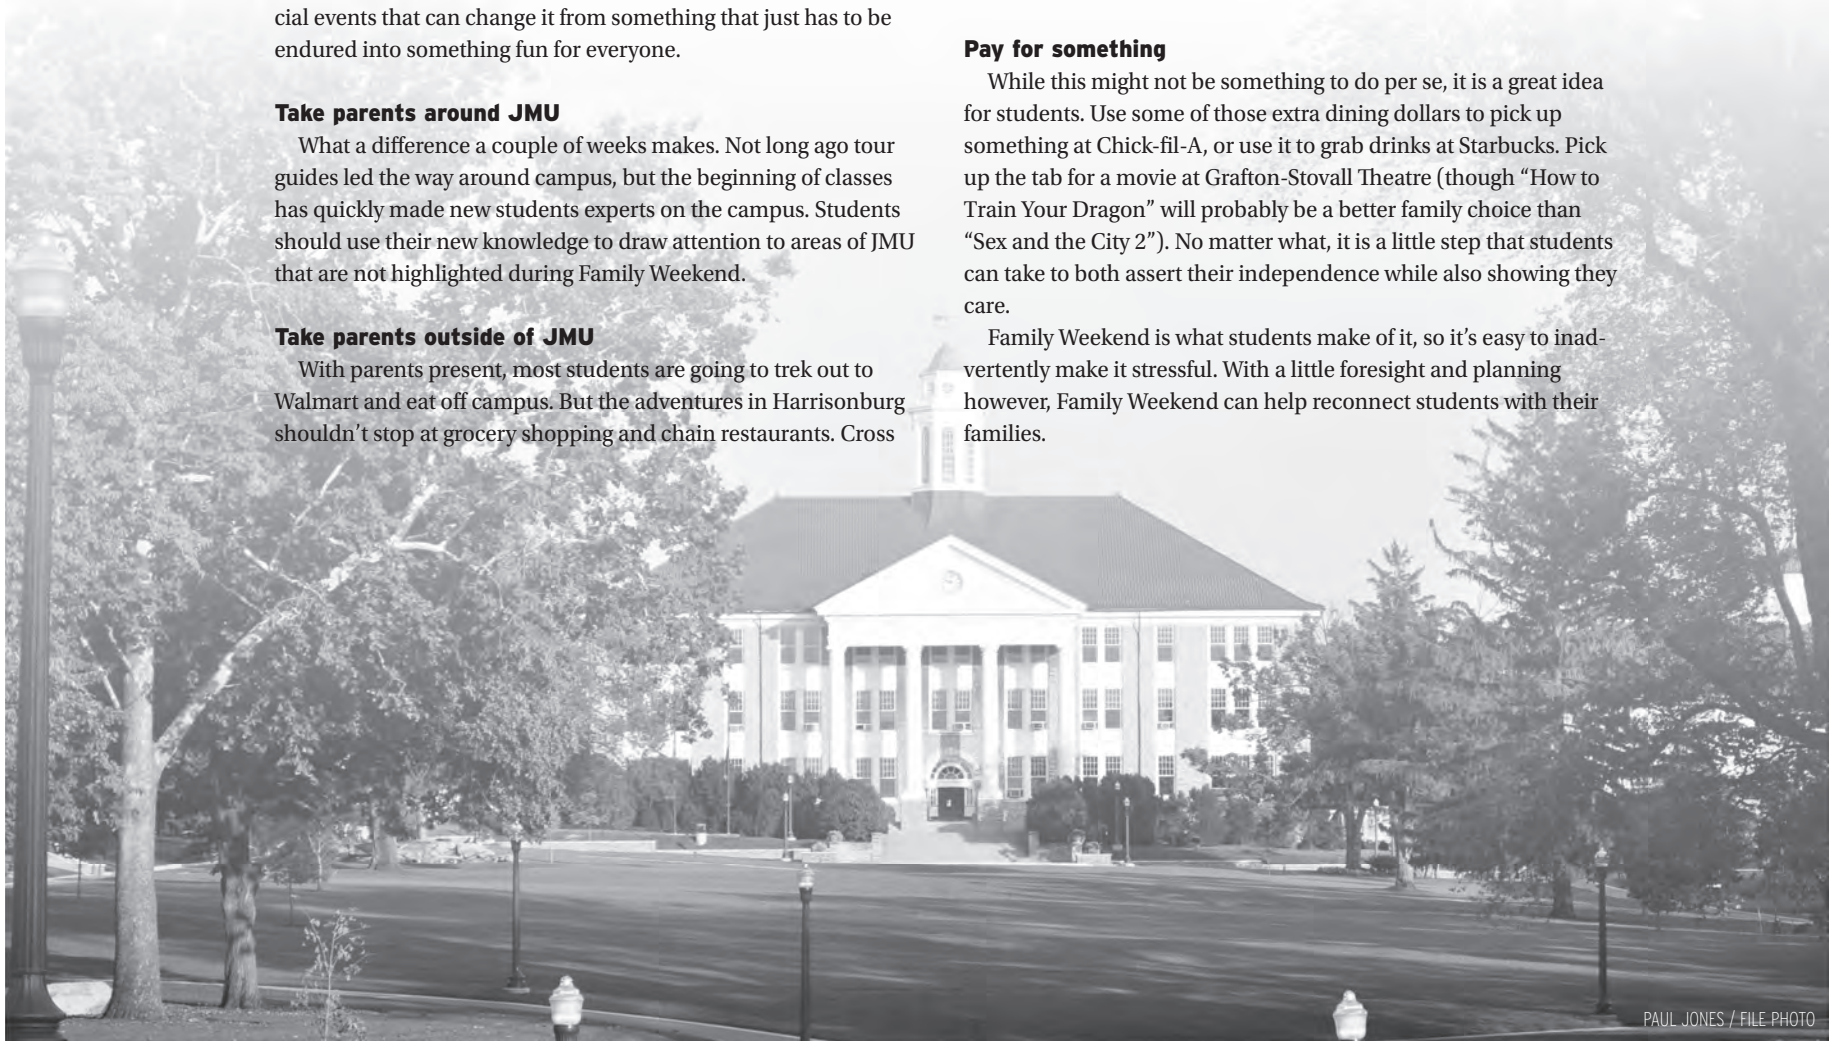 cial events that can change it from something that just has to be
endured into something fun for everyone.
Take parents around JMU
What a difference a couple of weeks makes. Not long ago tour
guides led the way around campus, but the beginning of classes
has quickly made new students experts on the campus. Students
should use their new knowledge to draw attention to areas of JMU
that are not highlighted during Family Weekend.
Take parents outside of JMU
With parents present, most students are going to trek out to
Walmart and eat off campus. But the adventures in Harrisonburg
shouldn’t stop at grocery shopping and chain restaurants. Cross
Pay for something
While this might not be something to do per se, it is a great idea
for students. Use some of those extra dining dollars to pick up
something at Chick-fil-A, or use it to grab drinks at Starbucks. Pick
up the tab for a movie at Grafton-Stovall Theatre (though “How to
Train Your Dragon” will probably be a better family choice than
“Sex and the City 2”). No matter what, it is a little step that students
can take to both assert their independence while also showing they
care.
Family Weekend is what students make of it, so it’s easy to inad-
vertently make it stressful. With a little foresight and planning
however, Family Weekend can help reconnect students with their
families.
PAUL JONES / FILE PHOTO